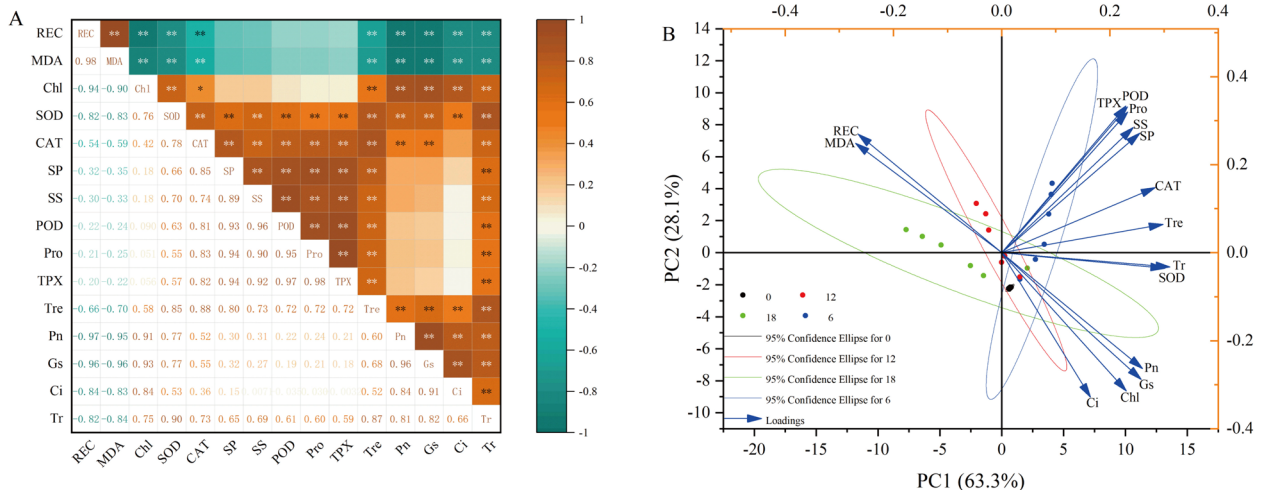 A
REC REC ** ** ** ** ** ** ** ** ** **
MDA 0.98 MDA ** ** ** ** ** ** ** **
Chl -0.94 -0.90 Chl ** * ** ** ** ** **
SOD -0.82 -0.83 0.76 SOD ** ** ** ** ** ** ** ** ** ** **
CAT -0.54 -0.59 0.42 0.78 CAT ** ** ** ** ** ** ** ** **
SP -0.32 -0.35 0.18 0.66 0.85 SP ** ** ** ** ** **
SS -0.30 -0.33 0.18 0.70 0.74 0.89 SS ** ** ** ** **
POD -0.22 -0.24 0.63 0.81 0.93 0.96 POD ** ** ** **
Pro -0.21 -0.25 0.55 0.83 0.94 0.90 0.95 Pro ** ** **
TPX -0.20 -0.22 0.57 0.82 0.94 0.92 0.97 0.98 TPX ** **
Tre -0.66 -0.70 0.58 0.85 0.88 0.80 0.73 0.72 0.72 0.72 Tre ** ** ** **
Pn -0.97 -0.95 0.91 0.77 0.52 0.30 0.35 0.22 0.24 0.21 0.60 Pn ** ** **
Gs -0.96 -0.96 0.93 0.77 0.55 0.32 0.27 0.19 0.21 0.18 0.62 0.96 Gs ** **
Ci -0.84 -0.83 0.84 0.53 0.36 0.52 0.84 0.91 Ci **
Tr -0.82 -0.84 0.75 0.90 0.73 0.65 0.69 0.61 0.60 0.59 0.87 0.81 0.82 0.66 Tr
REC MDA Chl SOD CAT SP SS POD Pro TPX Tre Pn Gs Ci Tr
1
0.8
0.6
0.4
0.2
0
-0.2
-0.4
-0.6
-0.8
-1
B
-0.4 -0.2 0.0 0.2 0.4
14
12
10
8
6
4
2
0
-2
-4
-6
-8
-10
PC2 (28.1%)
0.4
0.2
0.0
-0.2
-0.4
REC
MDA
TPX POD
Pro
SS
SP
CAT
Tre
Tr
SOD
Pn
Gs
Chl
Ci
0 12
18 6
95% Confidence Ellipse for 0
95% Confidence Ellipse for 12
95% Confidence Ellipse for 18
95% Confidence Ellipse for 6
Loadings
-20 -15 -10 -5 0 5 10 15
PC1 (63.3%)